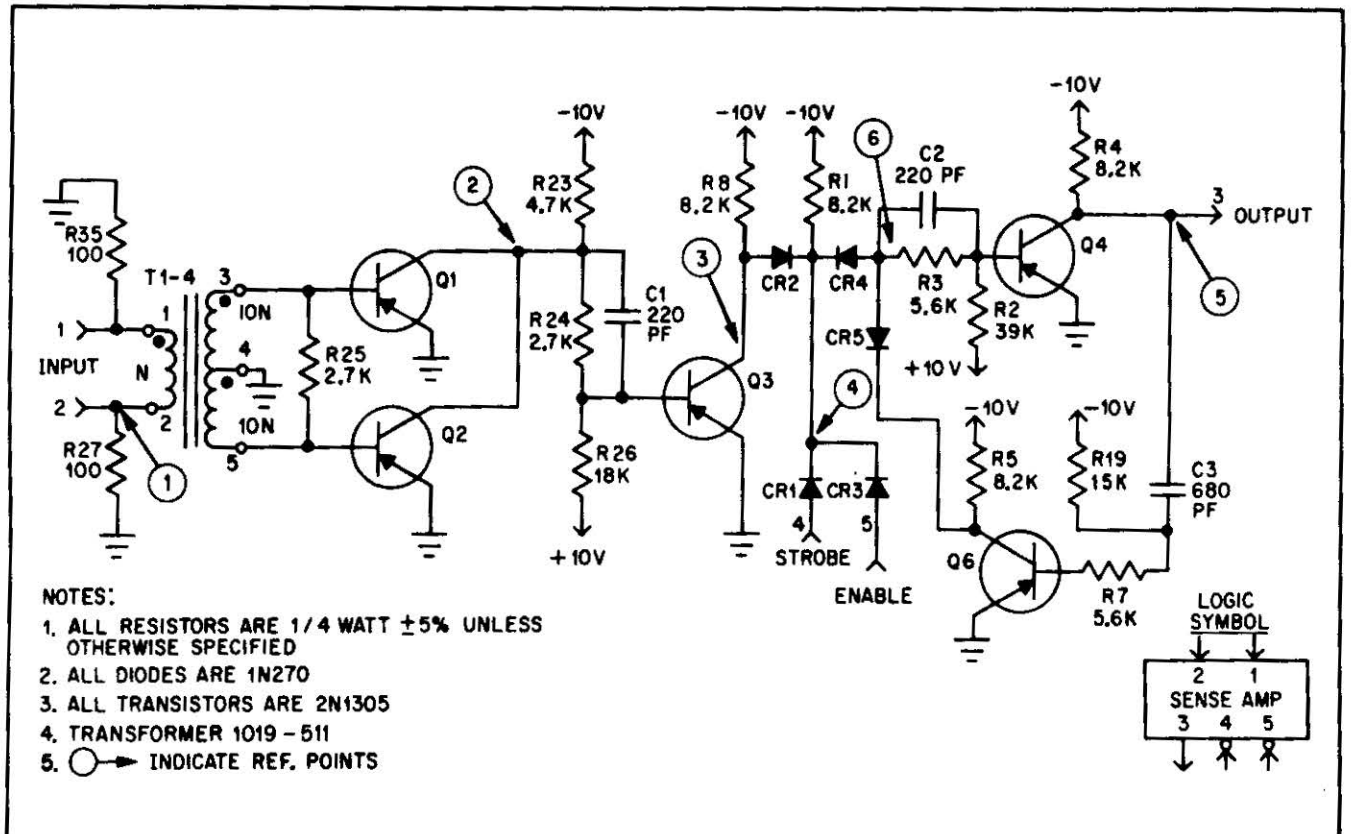 -10V
-10V
-10V
-10V
R23
4.7K
R8
8.2K
R1
8.2K
R4
8.2K
C2
220 PF
2
6
3
OUTPUT
R35
100
T1-4
3
10N
1
4
INPUT
N
2
10N
5
1
2
R27
100
1
R25
2.7K
Q1
Q2
R24
2.7K
C1
220
PF
R26
18K
+10V
3
Q3
CR2
CR4
R3
5.6K
CR5
Q4
R2
39K
+10V
5
4
CR1
CR3
4
5
STROBE
ENABLE
-10V
R5
8.2K
-10V
R19
15K
C3
680
PF
Q6
R7
5.6K
NOTES:
1. ALL RESISTORS ARE 1/4 WATT ±5% UNLESS
OTHERWISE SPECIFIED
2. ALL DIODES ARE 1N270
3. ALL TRANSISTORS ARE 2N1305
4. TRANSFORMER 1019-511
5. INDICATE REF. POINTS
LOGIC
SYMBOL
2 1
SENSE AMP
3 4 5